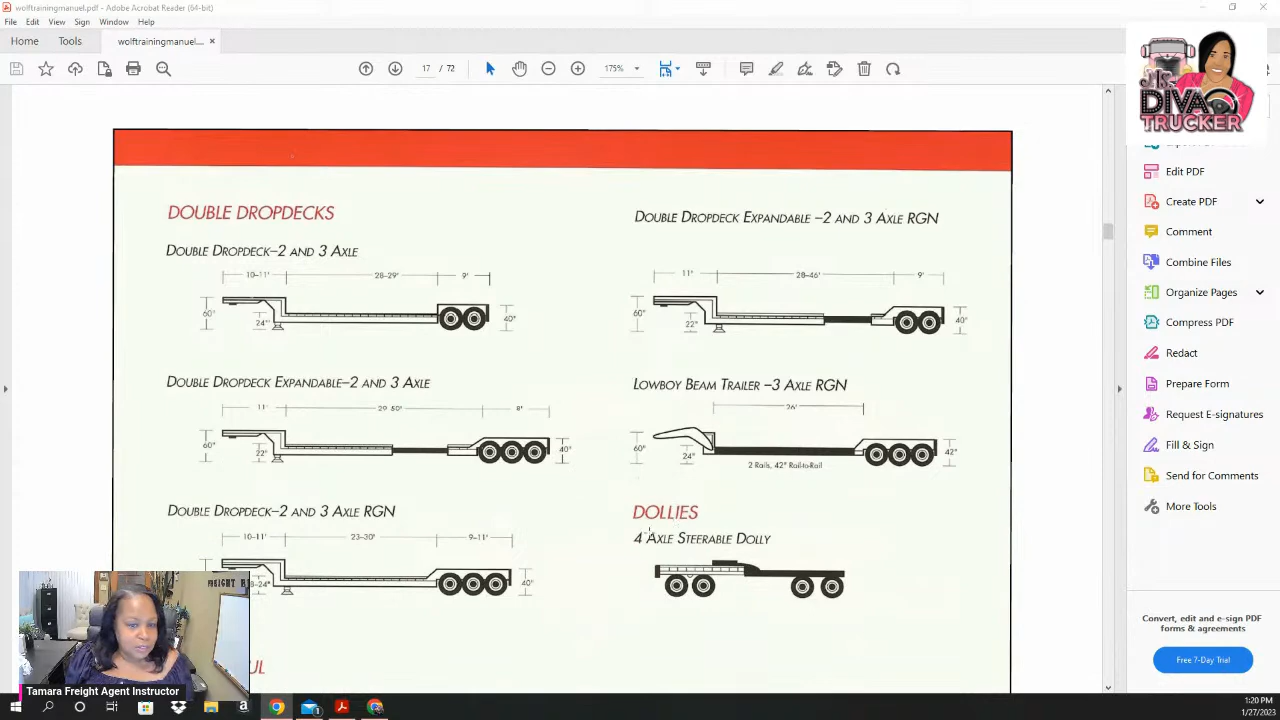 wolftrainingmanuel.pdf - Adobe Acrobat Reader (64-bit)
File Edit View Sign Window Help
Home Tools wolftrainingmanuel....
17 175%
Ms.
DIVA
TRUCKER
Edit PDF
Create PDF
Comment
Combine Files
Organize Pages
Compress PDF
Redact
Prepare Form
Request E-signatures
Fill & Sign
Send for Comments
More Tools
Convert, edit and e-sign PDF
forms & agreements
Free 7-Day Trial
DOUBLE DROPDECKS
DOUBLE DROPDECK–2 AND 3 AXLE
10–11' 28–29' 9'
60" 24" 40"
DOUBLE DROPDECK EXPANDABLE–2 AND 3 AXLE
11' 29-50' 8'
60" 22" 40"
DOUBLE DROPDECK–2 AND 3 AXLE RGN
10–11' 23–30' 9–11'
40"
DOUBLE DROPDECK EXPANDABLE –2 AND 3 AXLE RGN
11' 28–46' 9'
60" 22" 40"
LOWBOY BEAM TRAILER –3 AXLE RGN
26'
60" 24" 42"
2 Rails, 42" Rail-to-Rail
DOLLIES
4 AXLE STEERABLE DOLLY
FREIGHT
Tamara Freight Agent Instructor
1:20 PM
1/27/2023